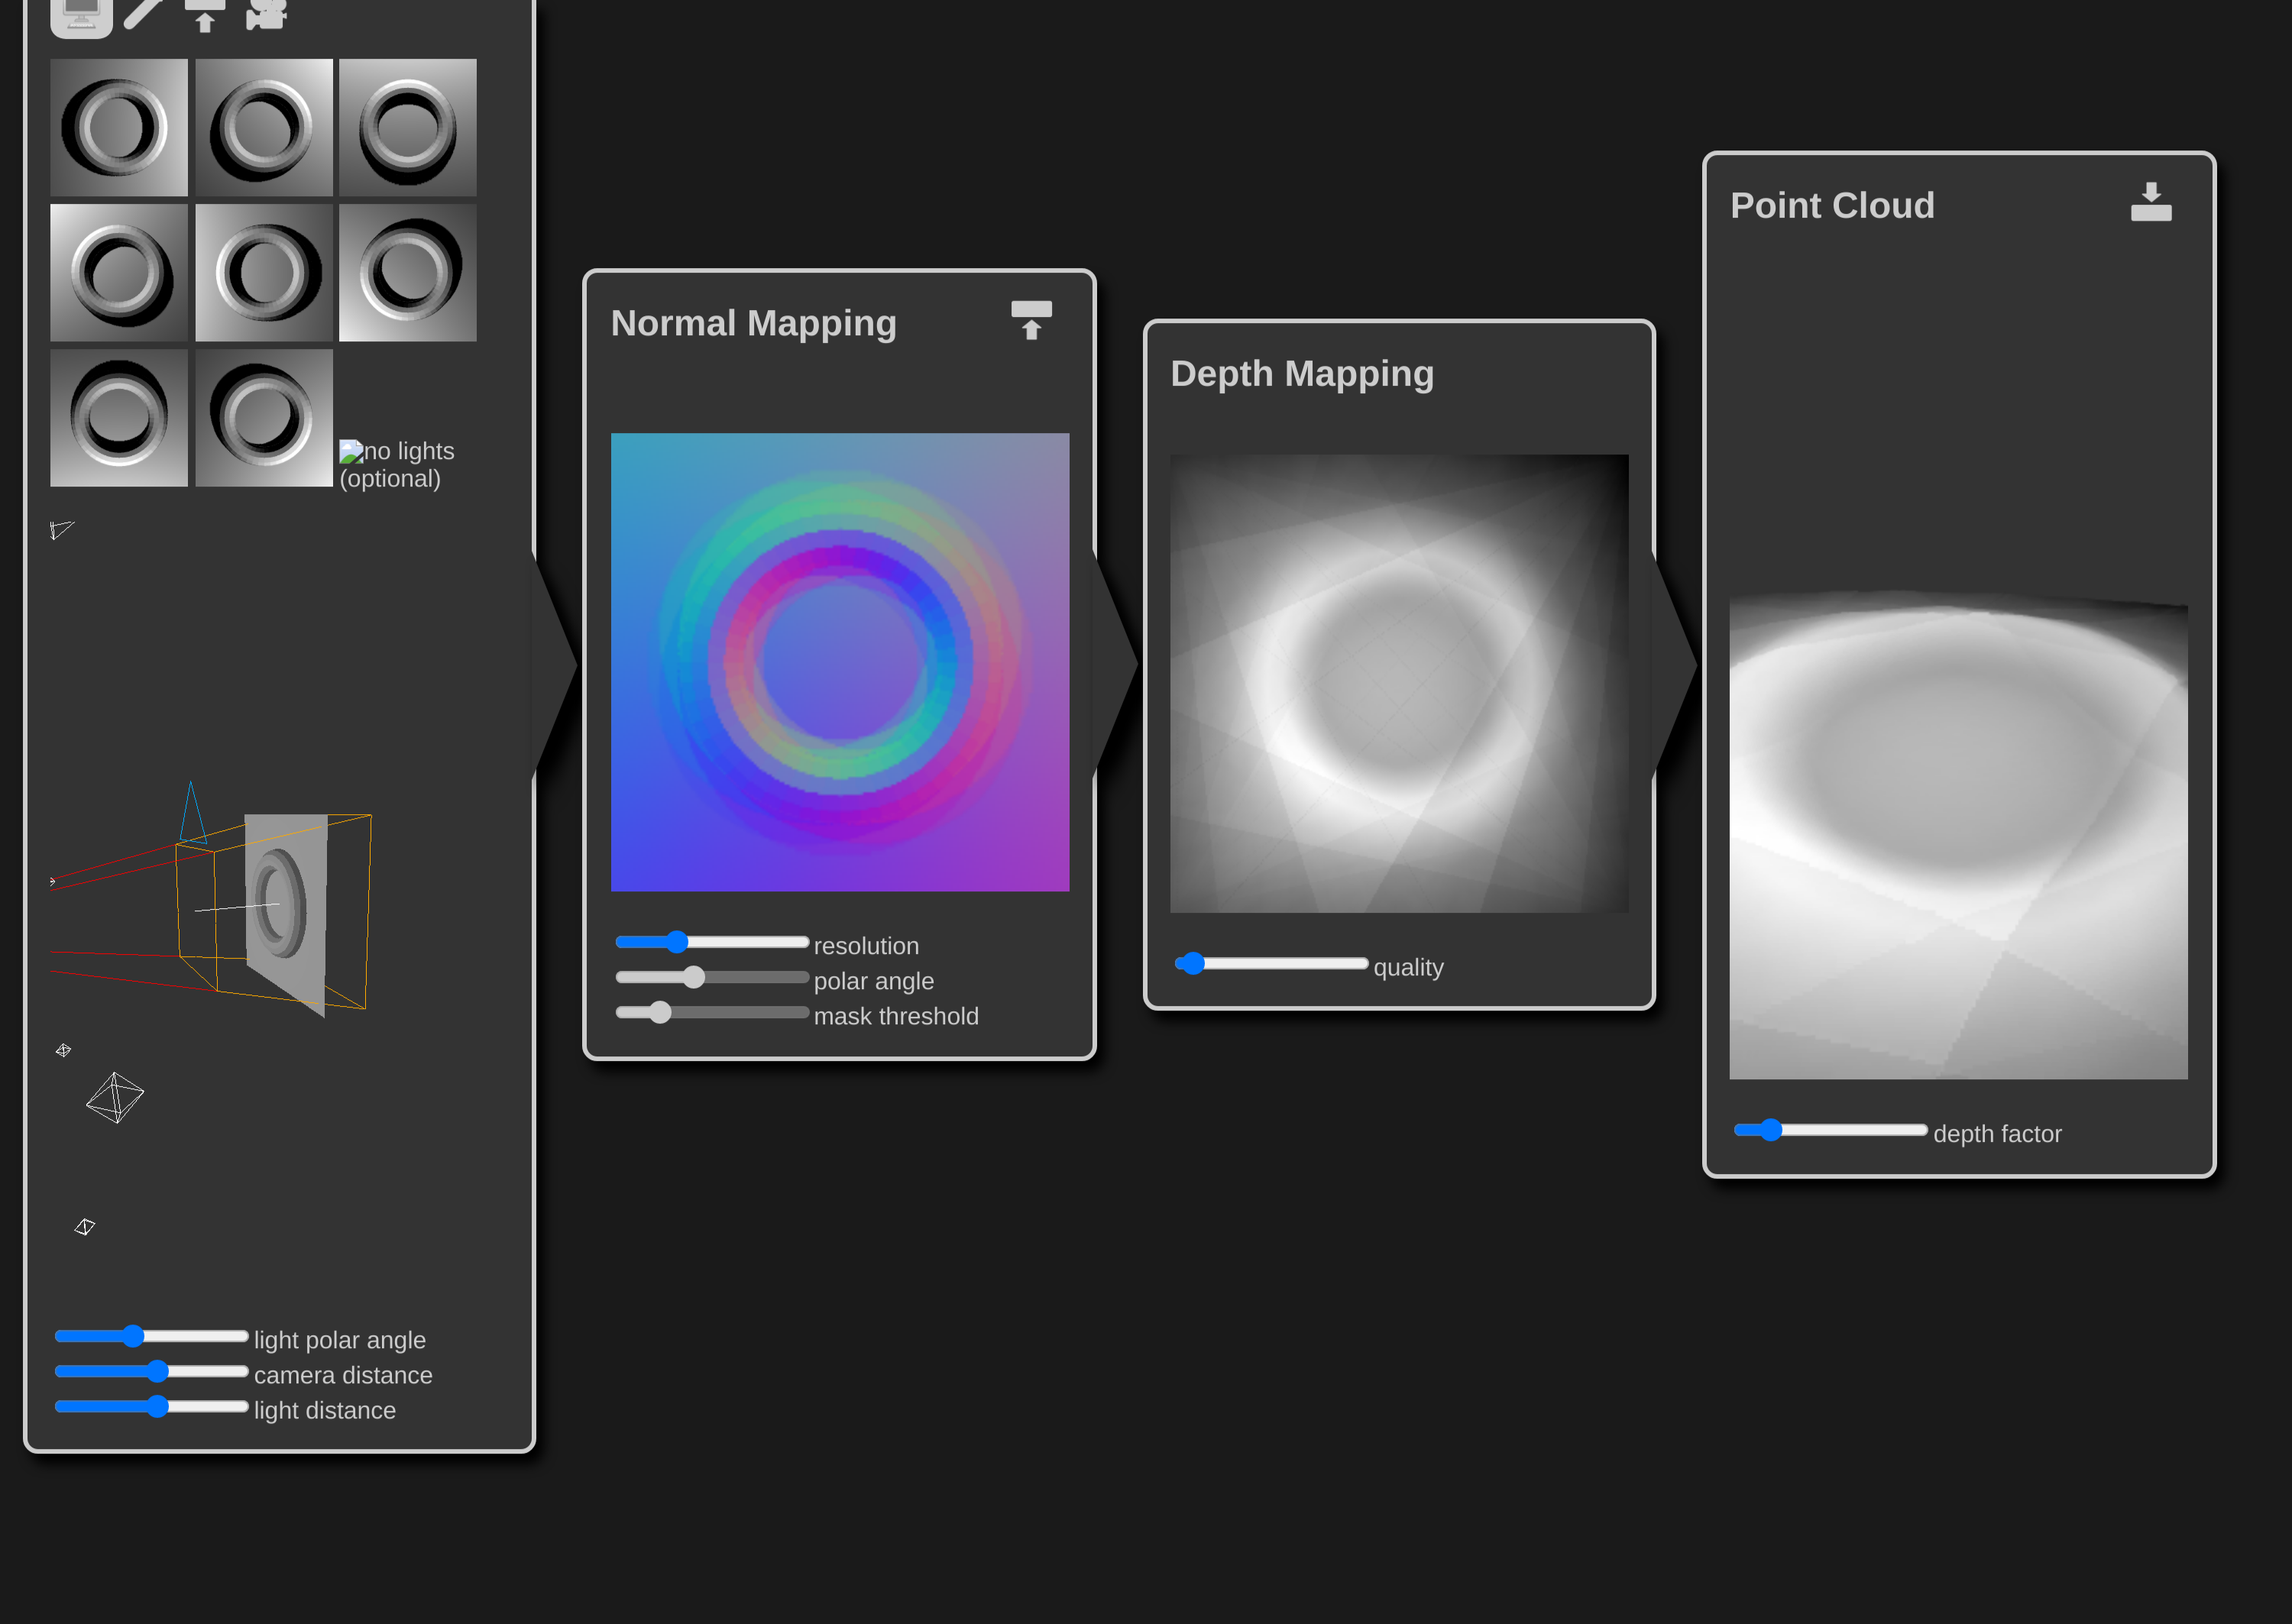 no lights
(optional)
light polar angle
camera distance
light distance
Normal Mapping
resolution
polar angle
mask threshold
Depth Mapping
quality
Point Cloud
depth factor